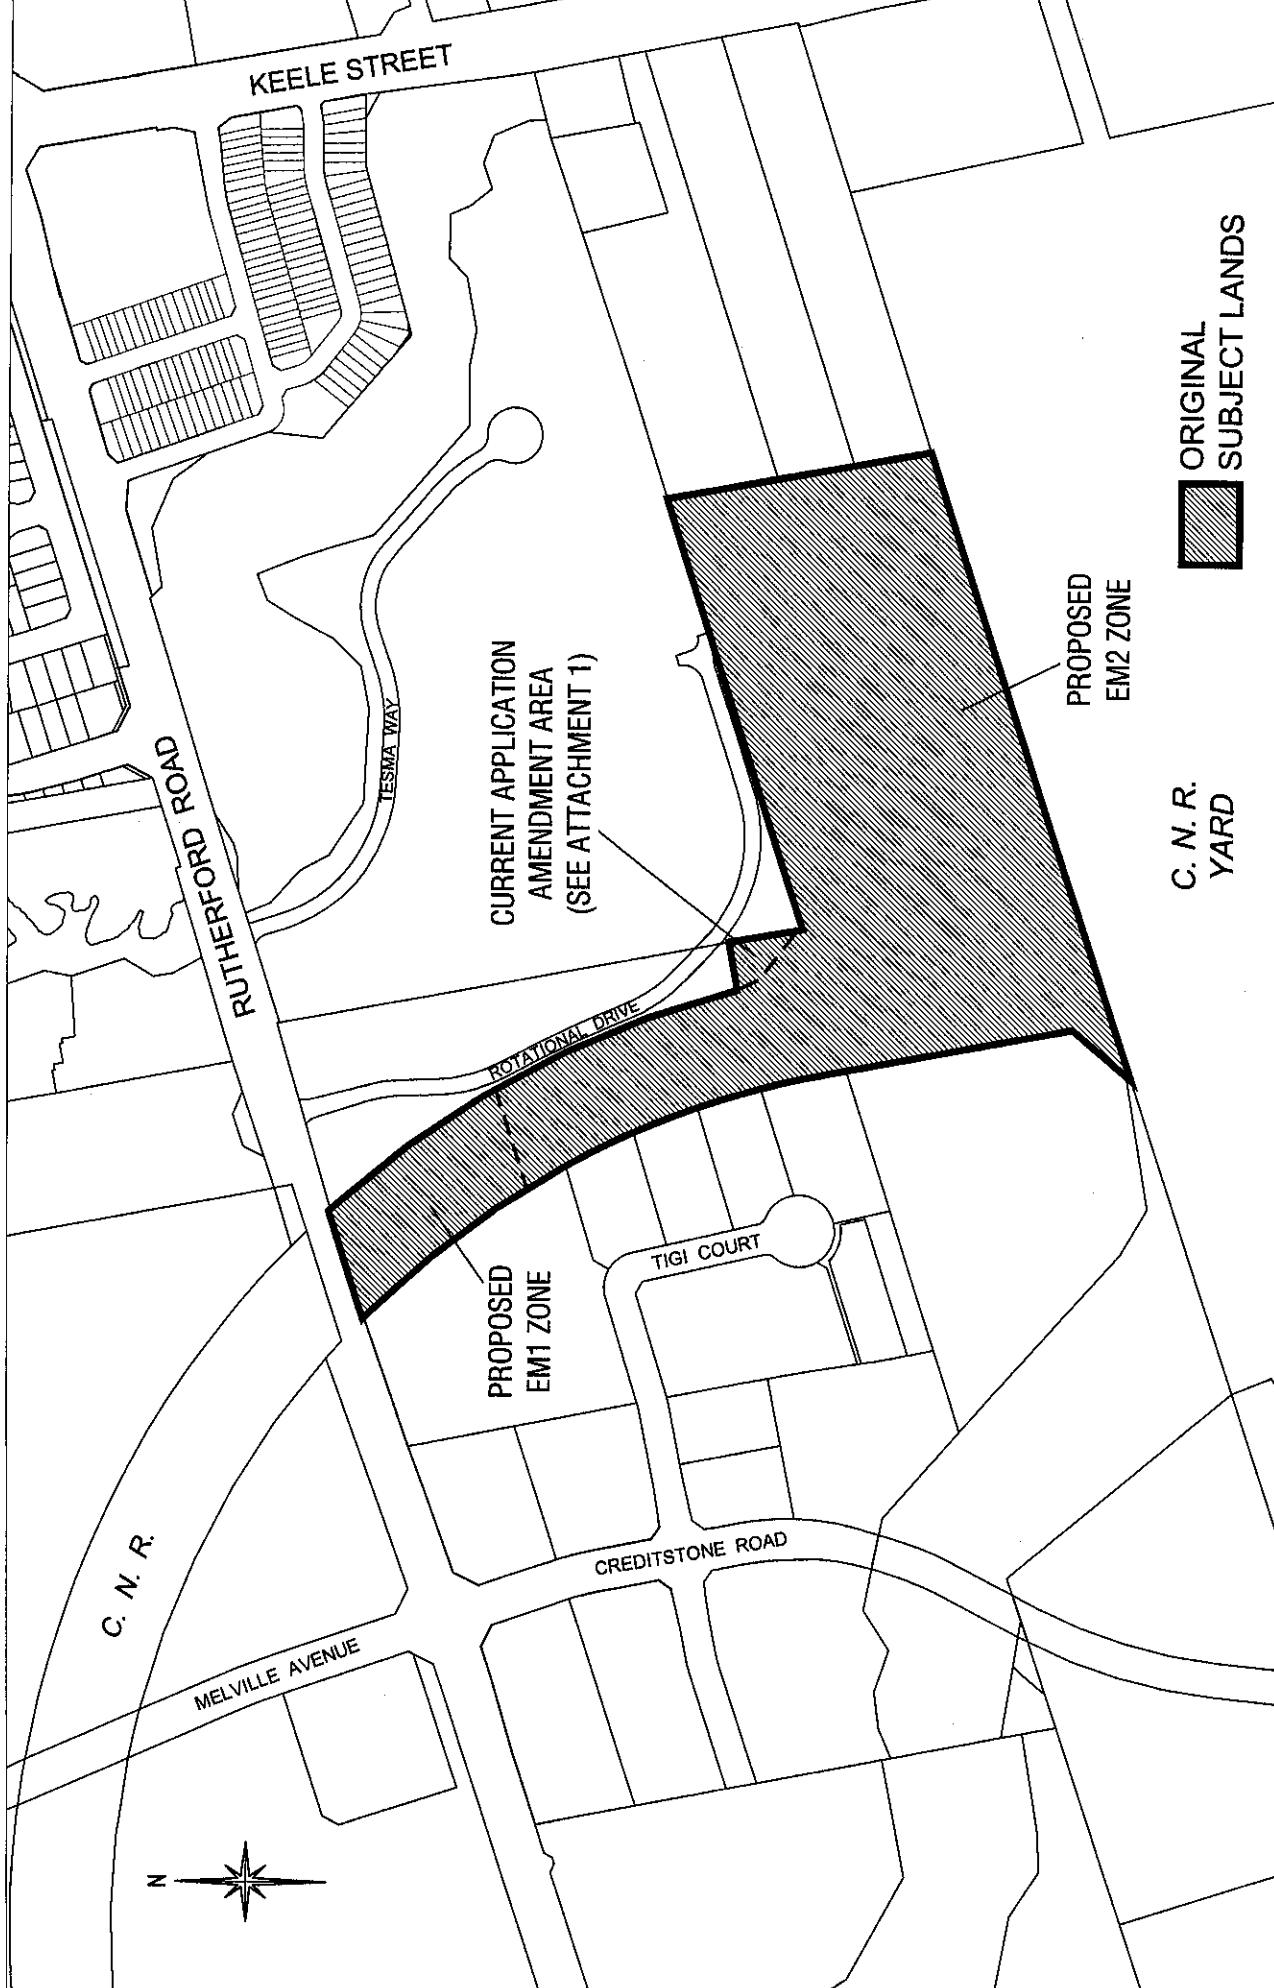 KEELE STREET
RUTHERFORD ROAD
TESMA WAY
CURRENT APPLICATION
AMENDMENT AREA
(SEE ATTACHMENT 1)
ROTATIONAL DRIVE
PROPOSED
EM2 ZONE
PROPOSED
EM1 ZONE
TIGI COURT
CREDITSTONE ROAD
MELVILLE AVENUE
C. N. R.
C. N. R.
YARD
ORIGINAL
SUBJECT LANDS
N